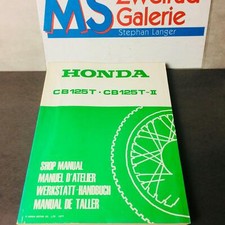 MS Zweirad
Galerie
Stephan Langer
HONDA
CB125T • CB125T-II
SHOP MANUAL
MANUEL D'ATELIER
WERKSTATT-HANDBUCH
MANUAL DE TALLER